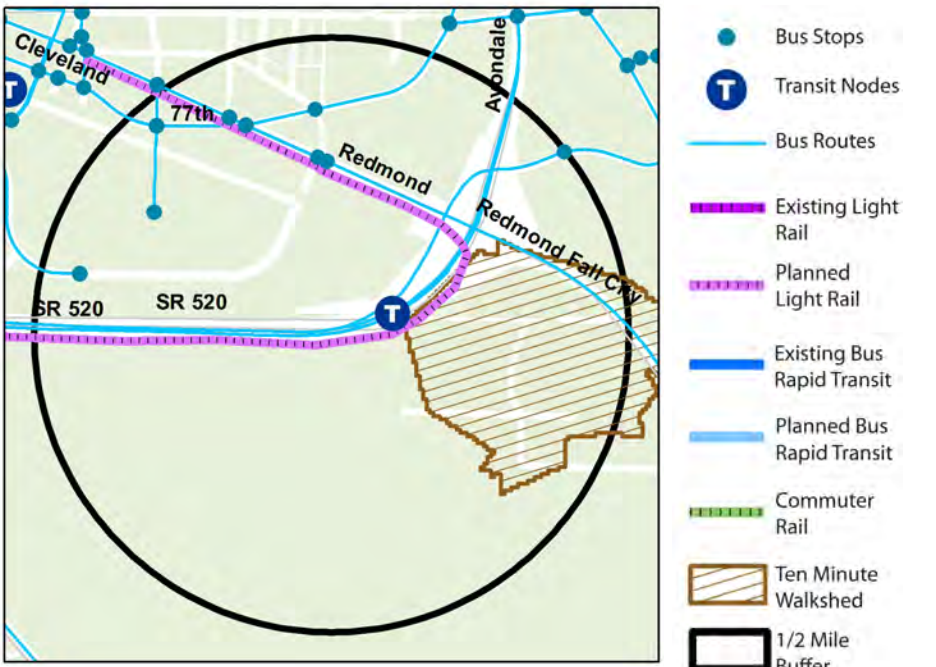 Cleveland
Avondale
77th
Redmond
Redmond Fall City
SR 520
SR 520
T
T
Bus Stops
T
Transit Nodes
Bus Routes
Existing Light
Rail
Planned
Light Rail
Existing Bus
Rapid Transit
Planned Bus
Rapid Transit
Commuter
Rail
Ten Minute
Walkshed
1/2 Mile
Buffer